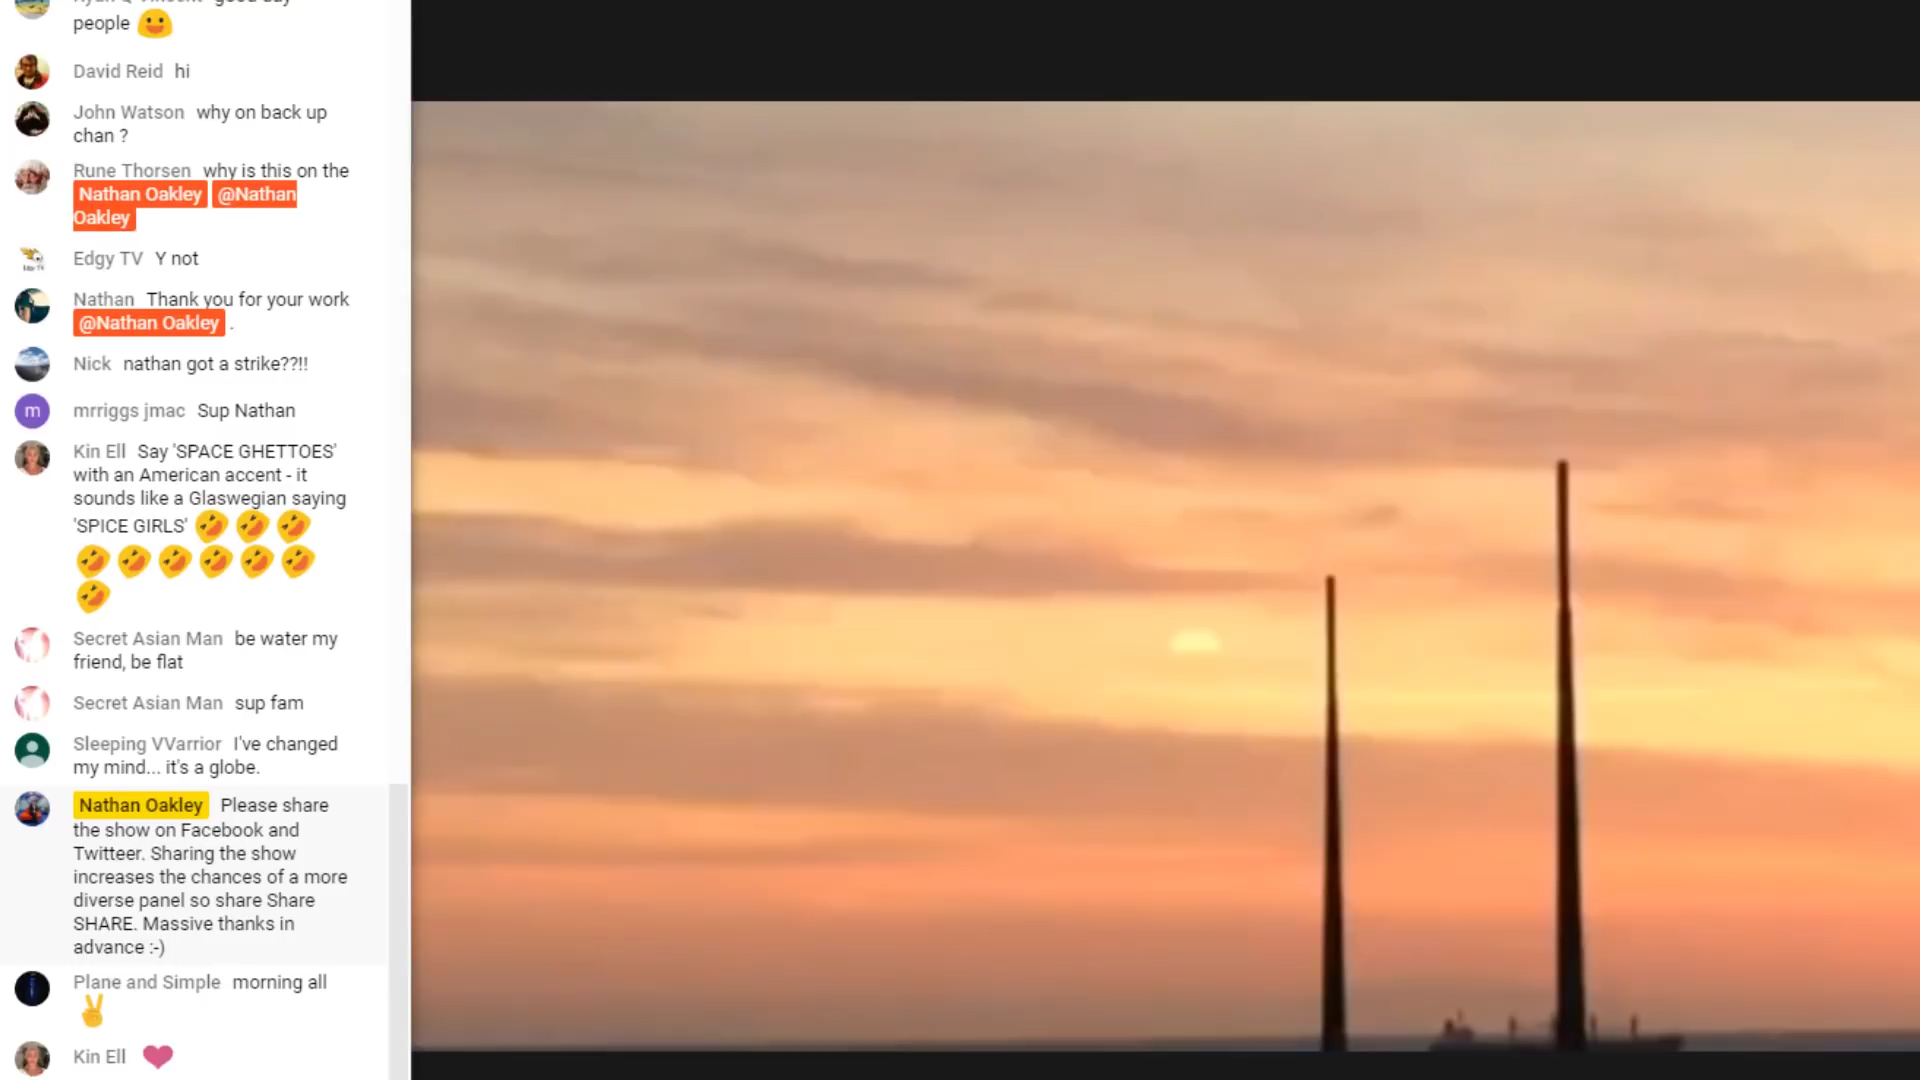 people
David Reid hi
John Watson why on back up
chan ?
Rune Thorsen why is this on the
Nathan Oakley @Nathan
Oakley
Edgy TV Y not
Nathan Thank you for your work
@Nathan Oakley .
Nick nathan got a strike??!!
m
mrriggs jmac Sup Nathan
Kin Ell Say 'SPACE GHETTOES'
with an American accent - it
sounds like a Glaswegian saying
'SPICE GIRLS'
Secret Asian Man be water my
friend, be flat
Secret Asian Man sup fam
Sleeping VVarrior I've changed
my mind... it's a globe.
Nathan Oakley Please share
the show on Facebook and
Twitteer. Sharing the show
increases the chances of a more
diverse panel so share Share
SHARE. Massive thanks in
advance :-)
Plane and Simple morning all
Kin Ell